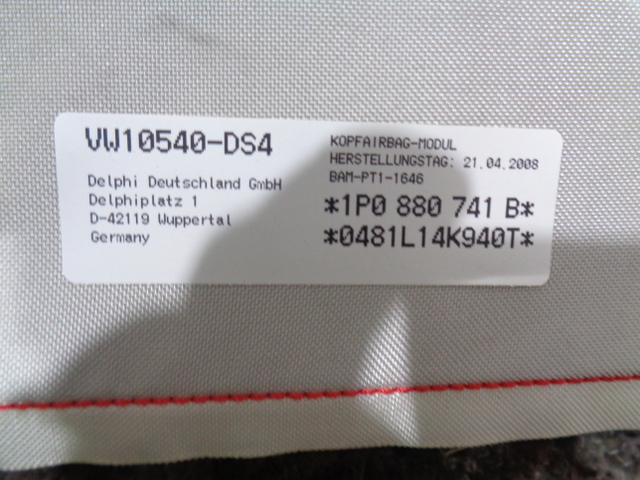 VW10540-DS4
Delphi Deutschland GmbH
Delphiplatz 1
D-42119 Wuppertal
Germany
KOPFAIRBAG-MODUL
HERSTELLUNGSTAG: 21.04.2008
BAM-PT1-1646
*1P0 880 741 B*
*0481L14K940T*